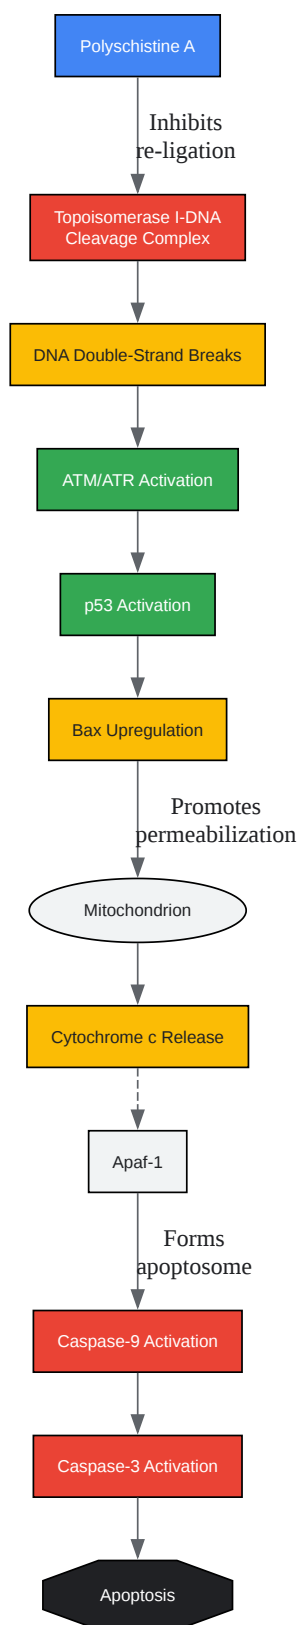 Polyschistine A
Inhibits
re-ligation
Topoisomerase I-DNA
Cleavage Complex
DNA Double-Strand Breaks
ATM/ATR Activation
p53 Activation
Bax Upregulation
Promotes
permeabilization
Mitochondrion
Cytochrome c Release
Apaf-1
Forms
apoptosome
Caspase-9 Activation
Caspase-3 Activation
Apoptosis